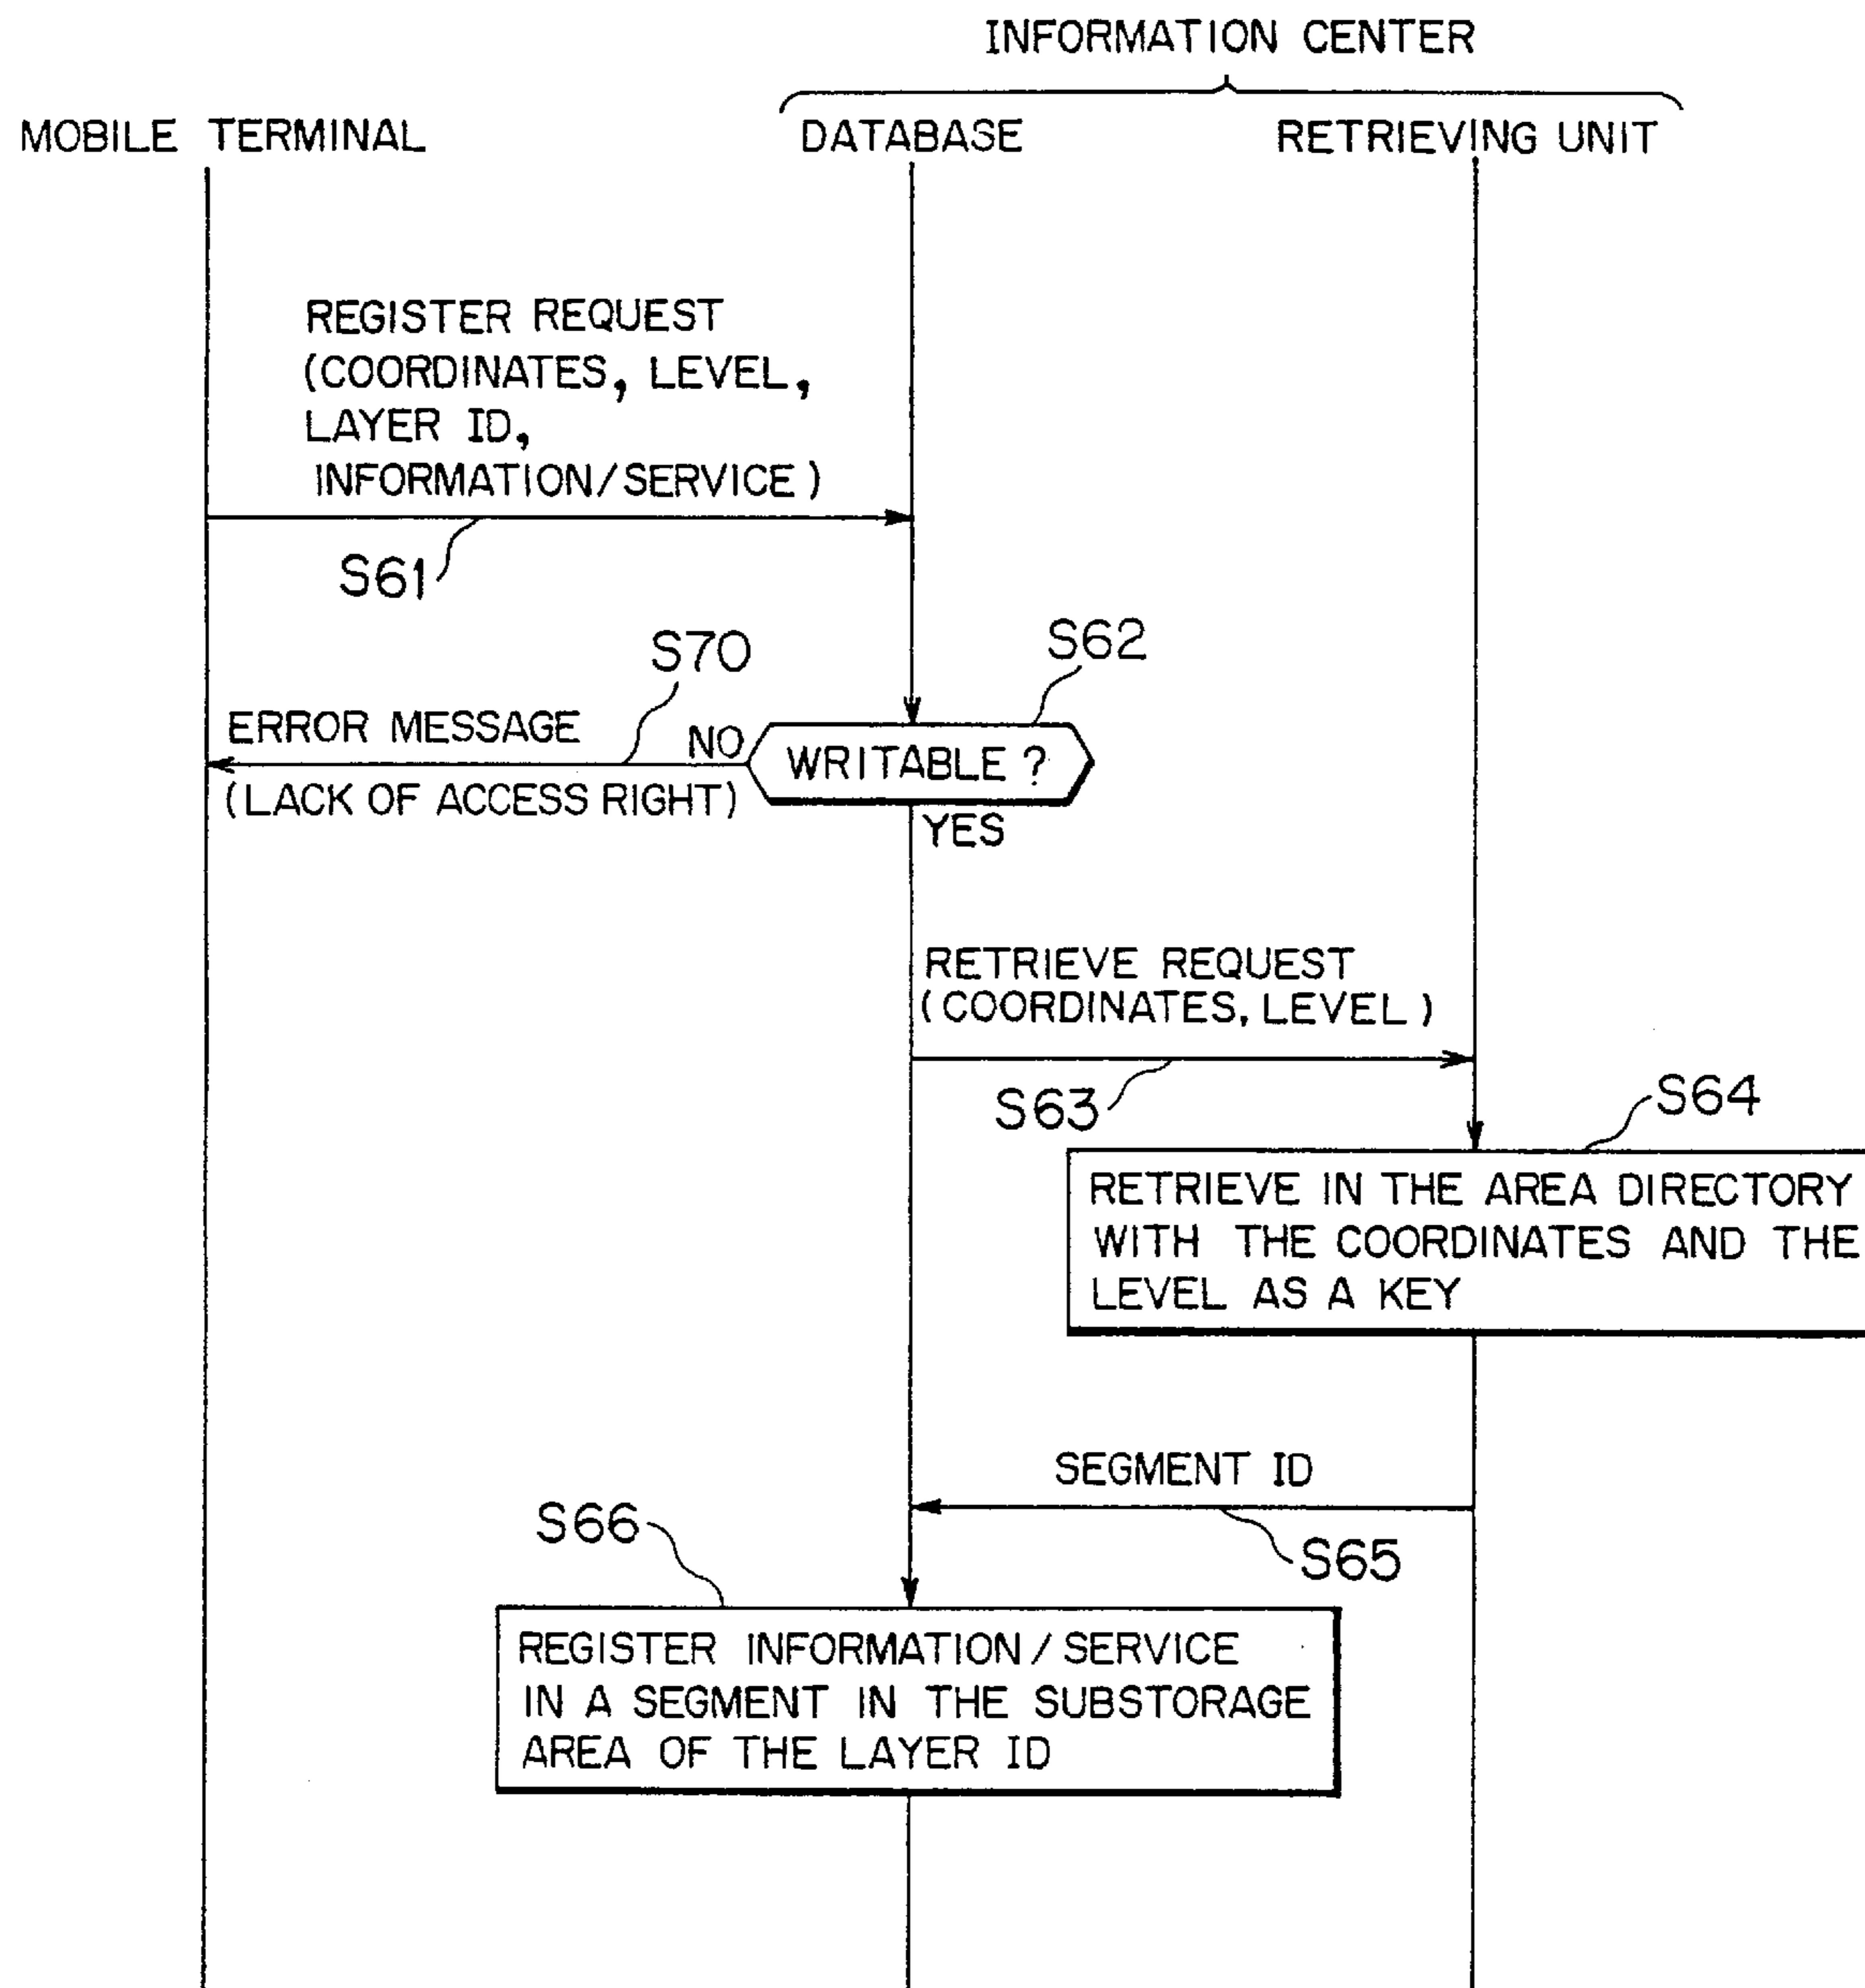 INFORMATION CENTER
MOBILE TERMINAL
DATABASE
RETRIEVING UNIT
REGISTER REQUEST
(COORDINATES, LEVEL,
LAYER ID,
INFORMATION/SERVICE)
S61
S70
S62
ERROR MESSAGE
NO
WRITABLE ?
(LACK OF ACCESS RIGHT)
YES
RETRIEVE REQUEST
(COORDINATES, LEVEL)
S63
S64
RETRIEVE IN THE AREA DIRECTORY
WITH THE COORDINATES AND THE
LEVEL AS A KEY
SEGMENT ID
S66
S65
REGISTER INFORMATION/SERVICE
IN A SEGMENT IN THE SUBSTORAGE
AREA OF THE LAYER ID